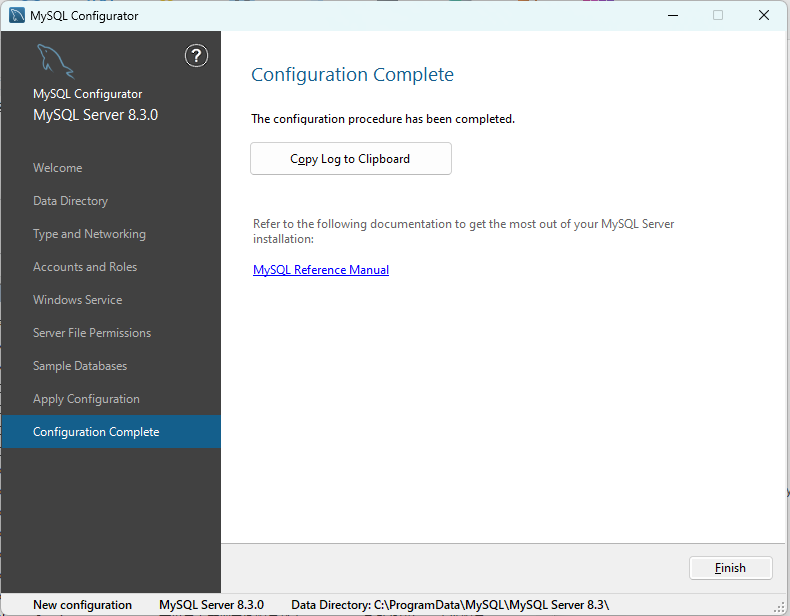 MySQL Configurator
?
MySQL Configurator
MySQL Server 8.3.0
Welcome
Data Directory
Type and Networking
Accounts and Roles
Windows Service
Server File Permissions
Sample Databases
Apply Configuration
Configuration Complete
Configuration Complete
The configuration procedure has been completed.
Copy Log to Clipboard
Refer to the following documentation to get the most out of your MySQL Server
installation:
MySQL Reference Manual
Finish
New configuration MySQL Server 8.3.0 Data Directory: C:\ProgramData\MySQL\MySQL Server 8.3\